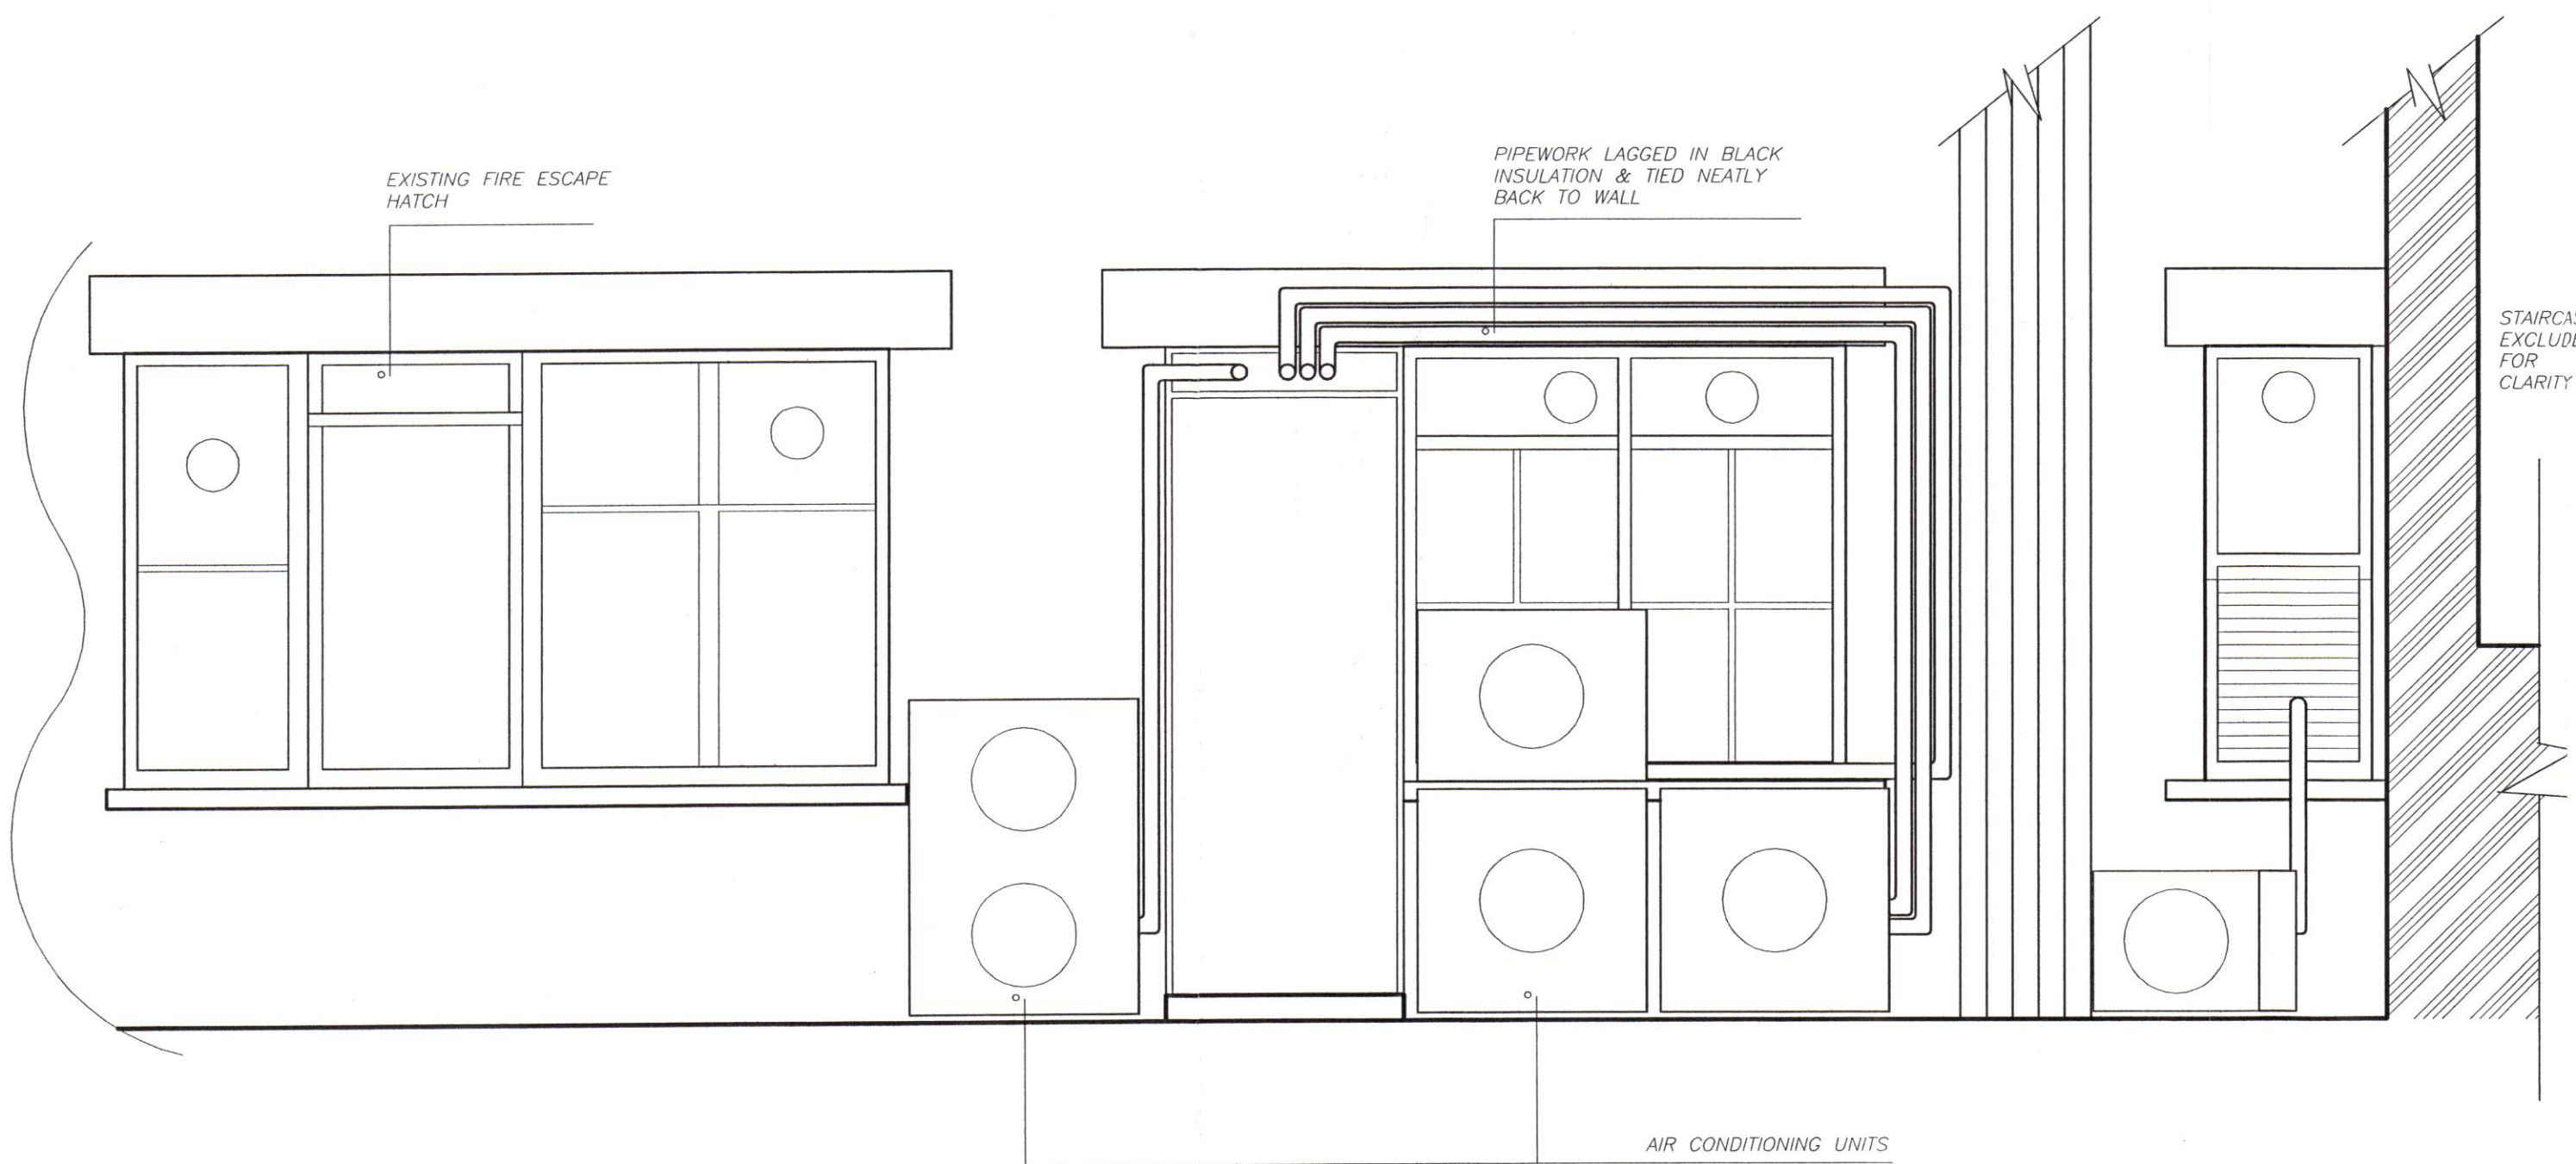 EXISTING FIRE ESCAPE
HATCH
PIPEWORK LAGGED IN BLACK
INSULATION & TIED NEATLY
BACK TO WALL
FOR
CLARITY
AIR CONDITIONING UNITS